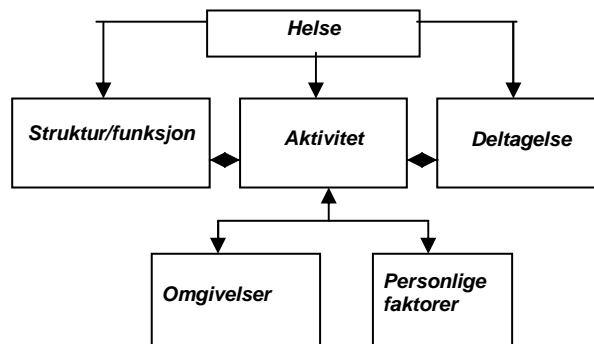 Helse
Struktur/funksjon
Aktivitet
Deltagelse
Omgivelser
Personlige
faktorer